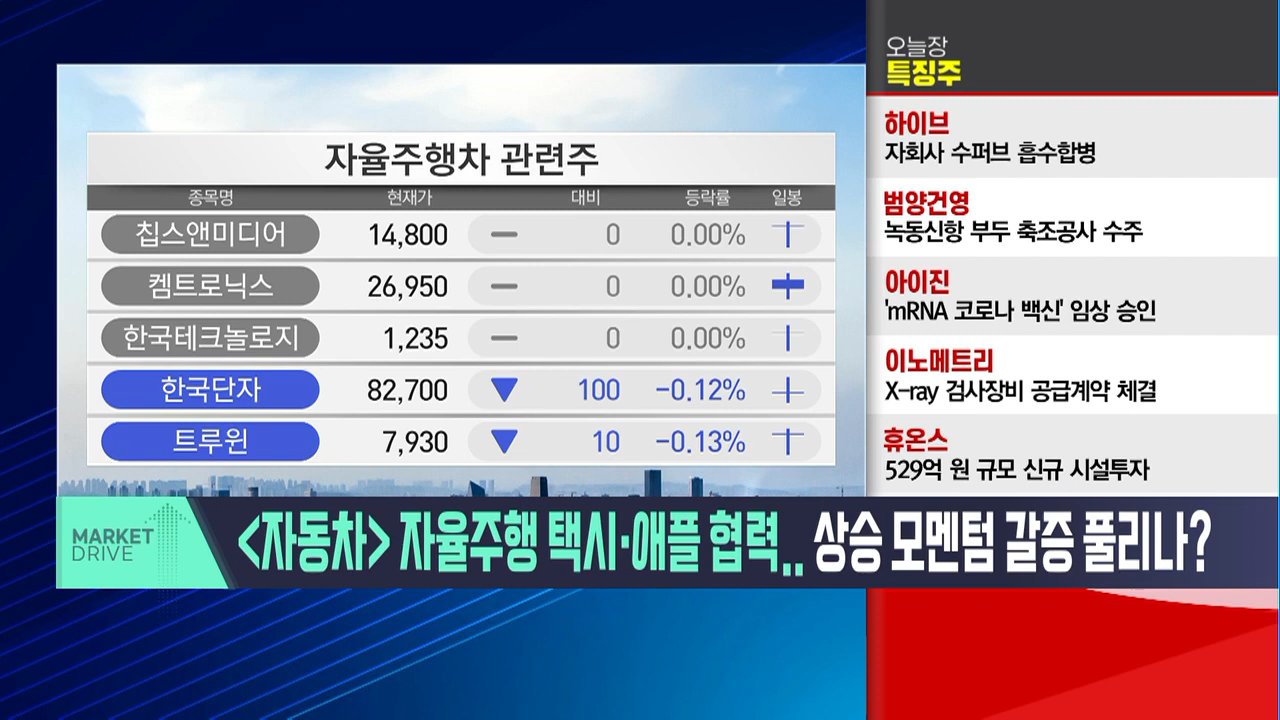 자율주행차 관련주
종목명 현재가 대비 등락률 일봉
칩스앤미디어 14,800 0 0.00%
켐트로닉스 26,950 0 0.00%
한국테크놀로지 1,235 0 0.00%
한국단자 82,700 ▼ 100 -0.12%
트루윈 7,930 ▼ 10 -0.13%
오늘장
특징주
하이브
자회사 수퍼브 흡수합병
범양건영
녹동신항 부두 축조공사 수주
아이진
'mRNA 코로나 백신' 임상 승인
이노메트리
X-ray 검사장비 공급계약 체결
휴온스
529억 원 규모 신규 시설투자
MARKET
DRIVE
<자동차> 자율주행 택시·애플 협력.. 상승 모멘텀 갈증 풀리나?